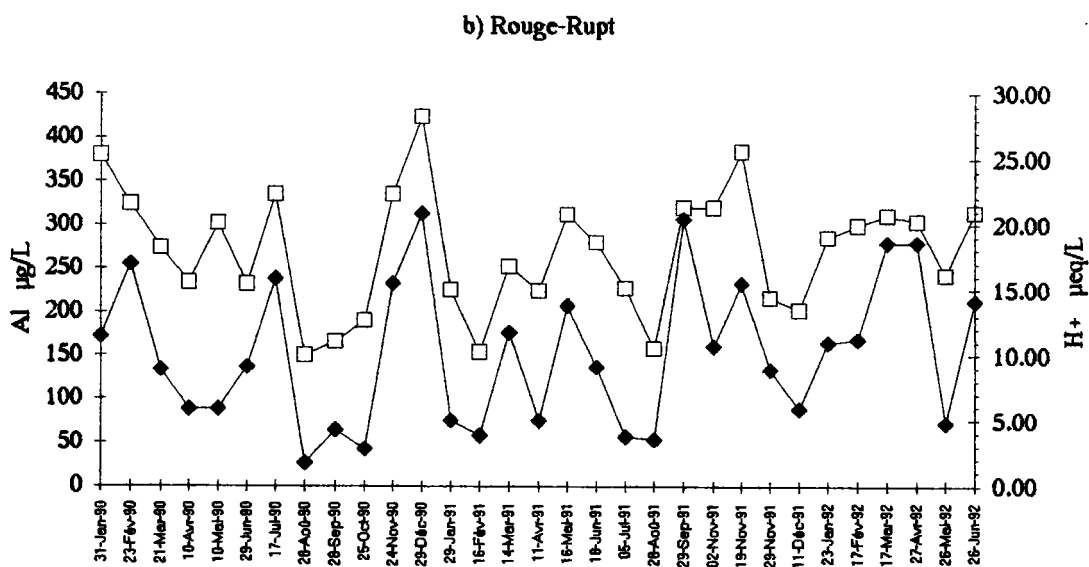 b) Rouge-Rupt
Al µg/L
450
400
350
300
250
200
150
100
50
0
H+ µeq/L
30.00
25.00
20.00
15.00
10.00
5.00
0.00
31-Jan-90
23-Fév-90
21-Mar-90
10-Avr-90
10-Mai-90
29-Jun-90
17-Jul-90
28-Aoû-90
28-Sep-90
25-Oct-90
24-Nov-90
29-Déc-90
29-Jan-91
16-Fév-91
14-Mar-91
11-Avr-91
16-Mai-91
18-Jun-91
05-Jul-91
28-Aoû-91
29-Sep-91
02-Nov-91
19-Nov-91
29-Nov-91
11-Déc-91
23-Jan-92
17-Fév-92
17-Mar-92
27-Avr-92
26-Mai-92
26-Jun-92